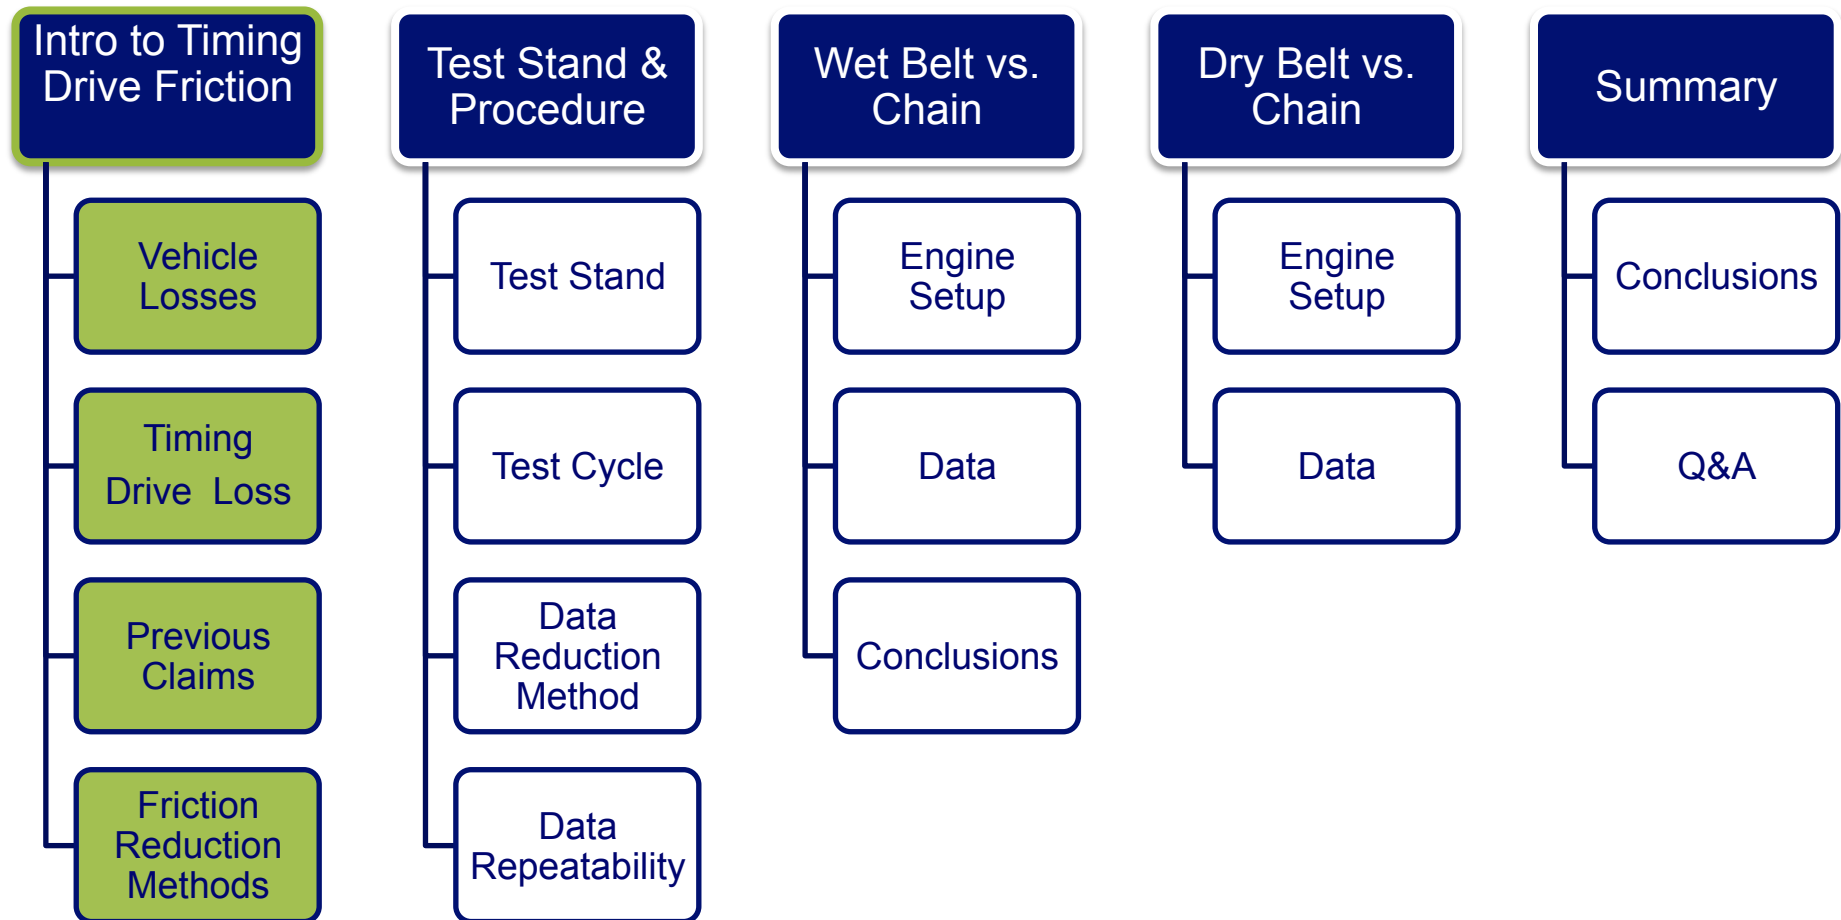 Intro to Timing
Drive Friction
Vehicle
Losses
Timing
Drive Loss
Previous
Claims
Friction
Reduction
Methods
Test Stand &
Procedure
Test Stand
Test Cycle
Data
Reduction
Method
Data
Repeatability
Wet Belt vs.
Chain
Engine
Setup
Data
Conclusions
Dry Belt vs.
Chain
Engine
Setup
Data
Summary
Conclusions
Q&A